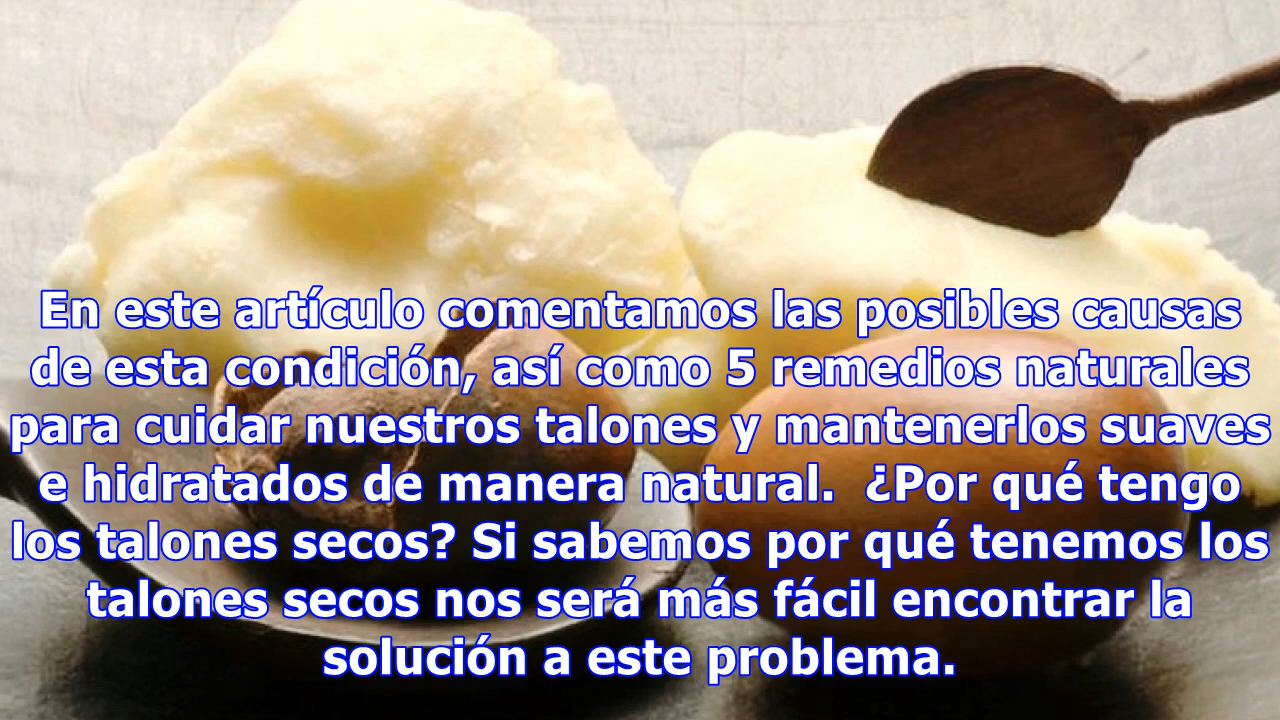 En este artículo comentamos las posibles causas
de esta condición, así como 5 remedios naturales
para cuidar nuestros talones y mantenerlos suaves
e hidratados de manera natural.  ¿Por qué tengo
los talones secos? Si sabemos por qué tenemos los
talones secos nos será más fácil encontrar la
solución a este problema.